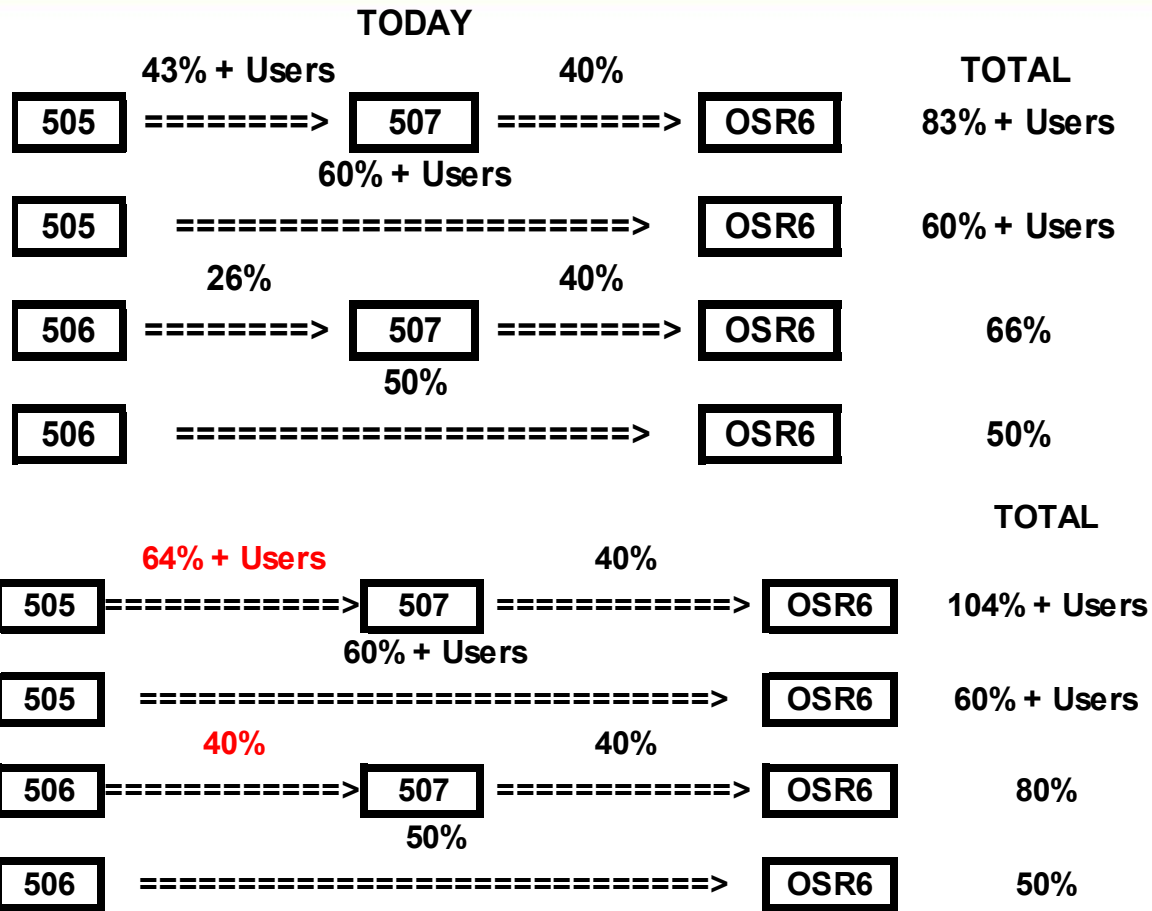 TODAY
43% + Users 40% TOTAL
505 ========> 507 ========> OSR6 83% + Users
60% + Users
505 ======================> OSR6 60% + Users
26% 40%
506 ========> 507 ========> OSR6 66%
50%
506 ======================> OSR6 50%
TOTAL
64% + Users 40%
505 ============> 507 ============> OSR6 104% + Users
60% + Users
505 =============================> OSR6 60% + Users
40% 40%
506 ============> 507 ============> OSR6 80%
50%
506 =============================> OSR6 50%